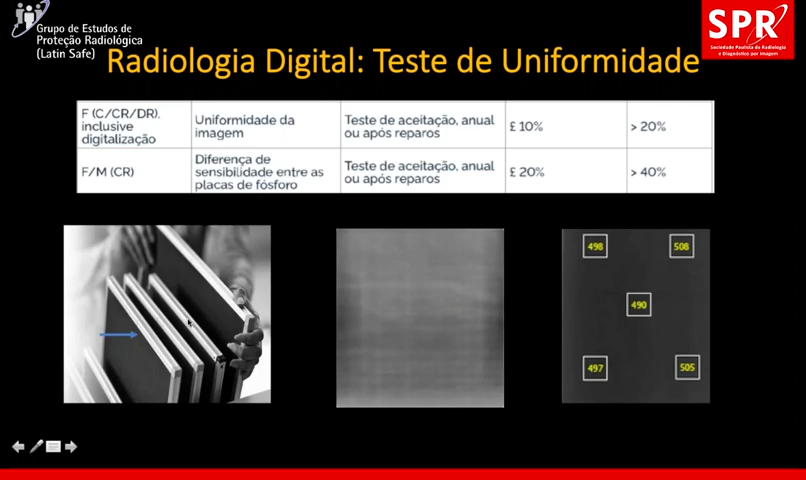 Grupo de Estudos de
Proteção Radiológica
(Latin Safe)
SPR
Sociedade Paulista de Radiologia
e Diagnóstico por Imagem
Radiologia Digital: Teste de Uniformidade
F (C/CR/DR).
inclusive
digitalização
Uniformidade da
imagem
Teste de aceitação, anual
ou após reparos
£ 10%
> 20%
F/M (CR)
Diferença de
sensibilidade entre as
placas de fósforo
Teste de aceitação, anual
ou após reparos
£ 20%
> 40%
498
508
490
497
505